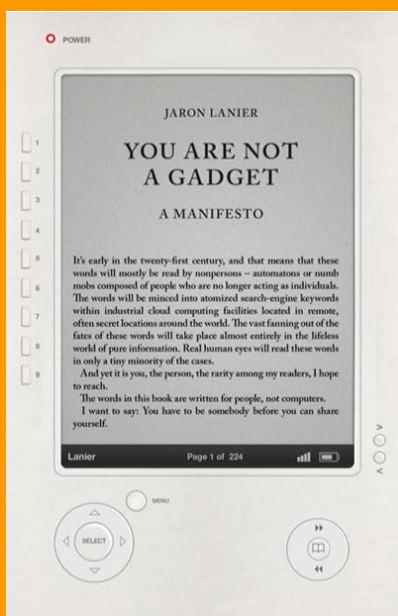 POWER
JARON LANIER
YOU ARE NOT
A GADGET
A MANIFESTO
1
2
3
4
5
6
7
8
9
It's early in the twenty-first century, and that means that these
words will mostly be read by nonpersons – automatons or numb
mobs composed of people who are no longer acting as individuals.
The words will be minced into atomized search-engine keywords
within industrial cloud computing facilities located in remote,
often secret locations around the world. The vast fanning out of the
fates of these words will take place almost entirely in the lifeless
world of pure information. Real human eyes will read these words
in only a tiny minority of the cases.
And yet it is you, the person, the rarity among my readers, I hope
to reach.
The words in this book are written for people, not computers.
I want to say: You have to be somebody before you can share
yourself.
Lanier Page 1 of 224
MENU
SELECT